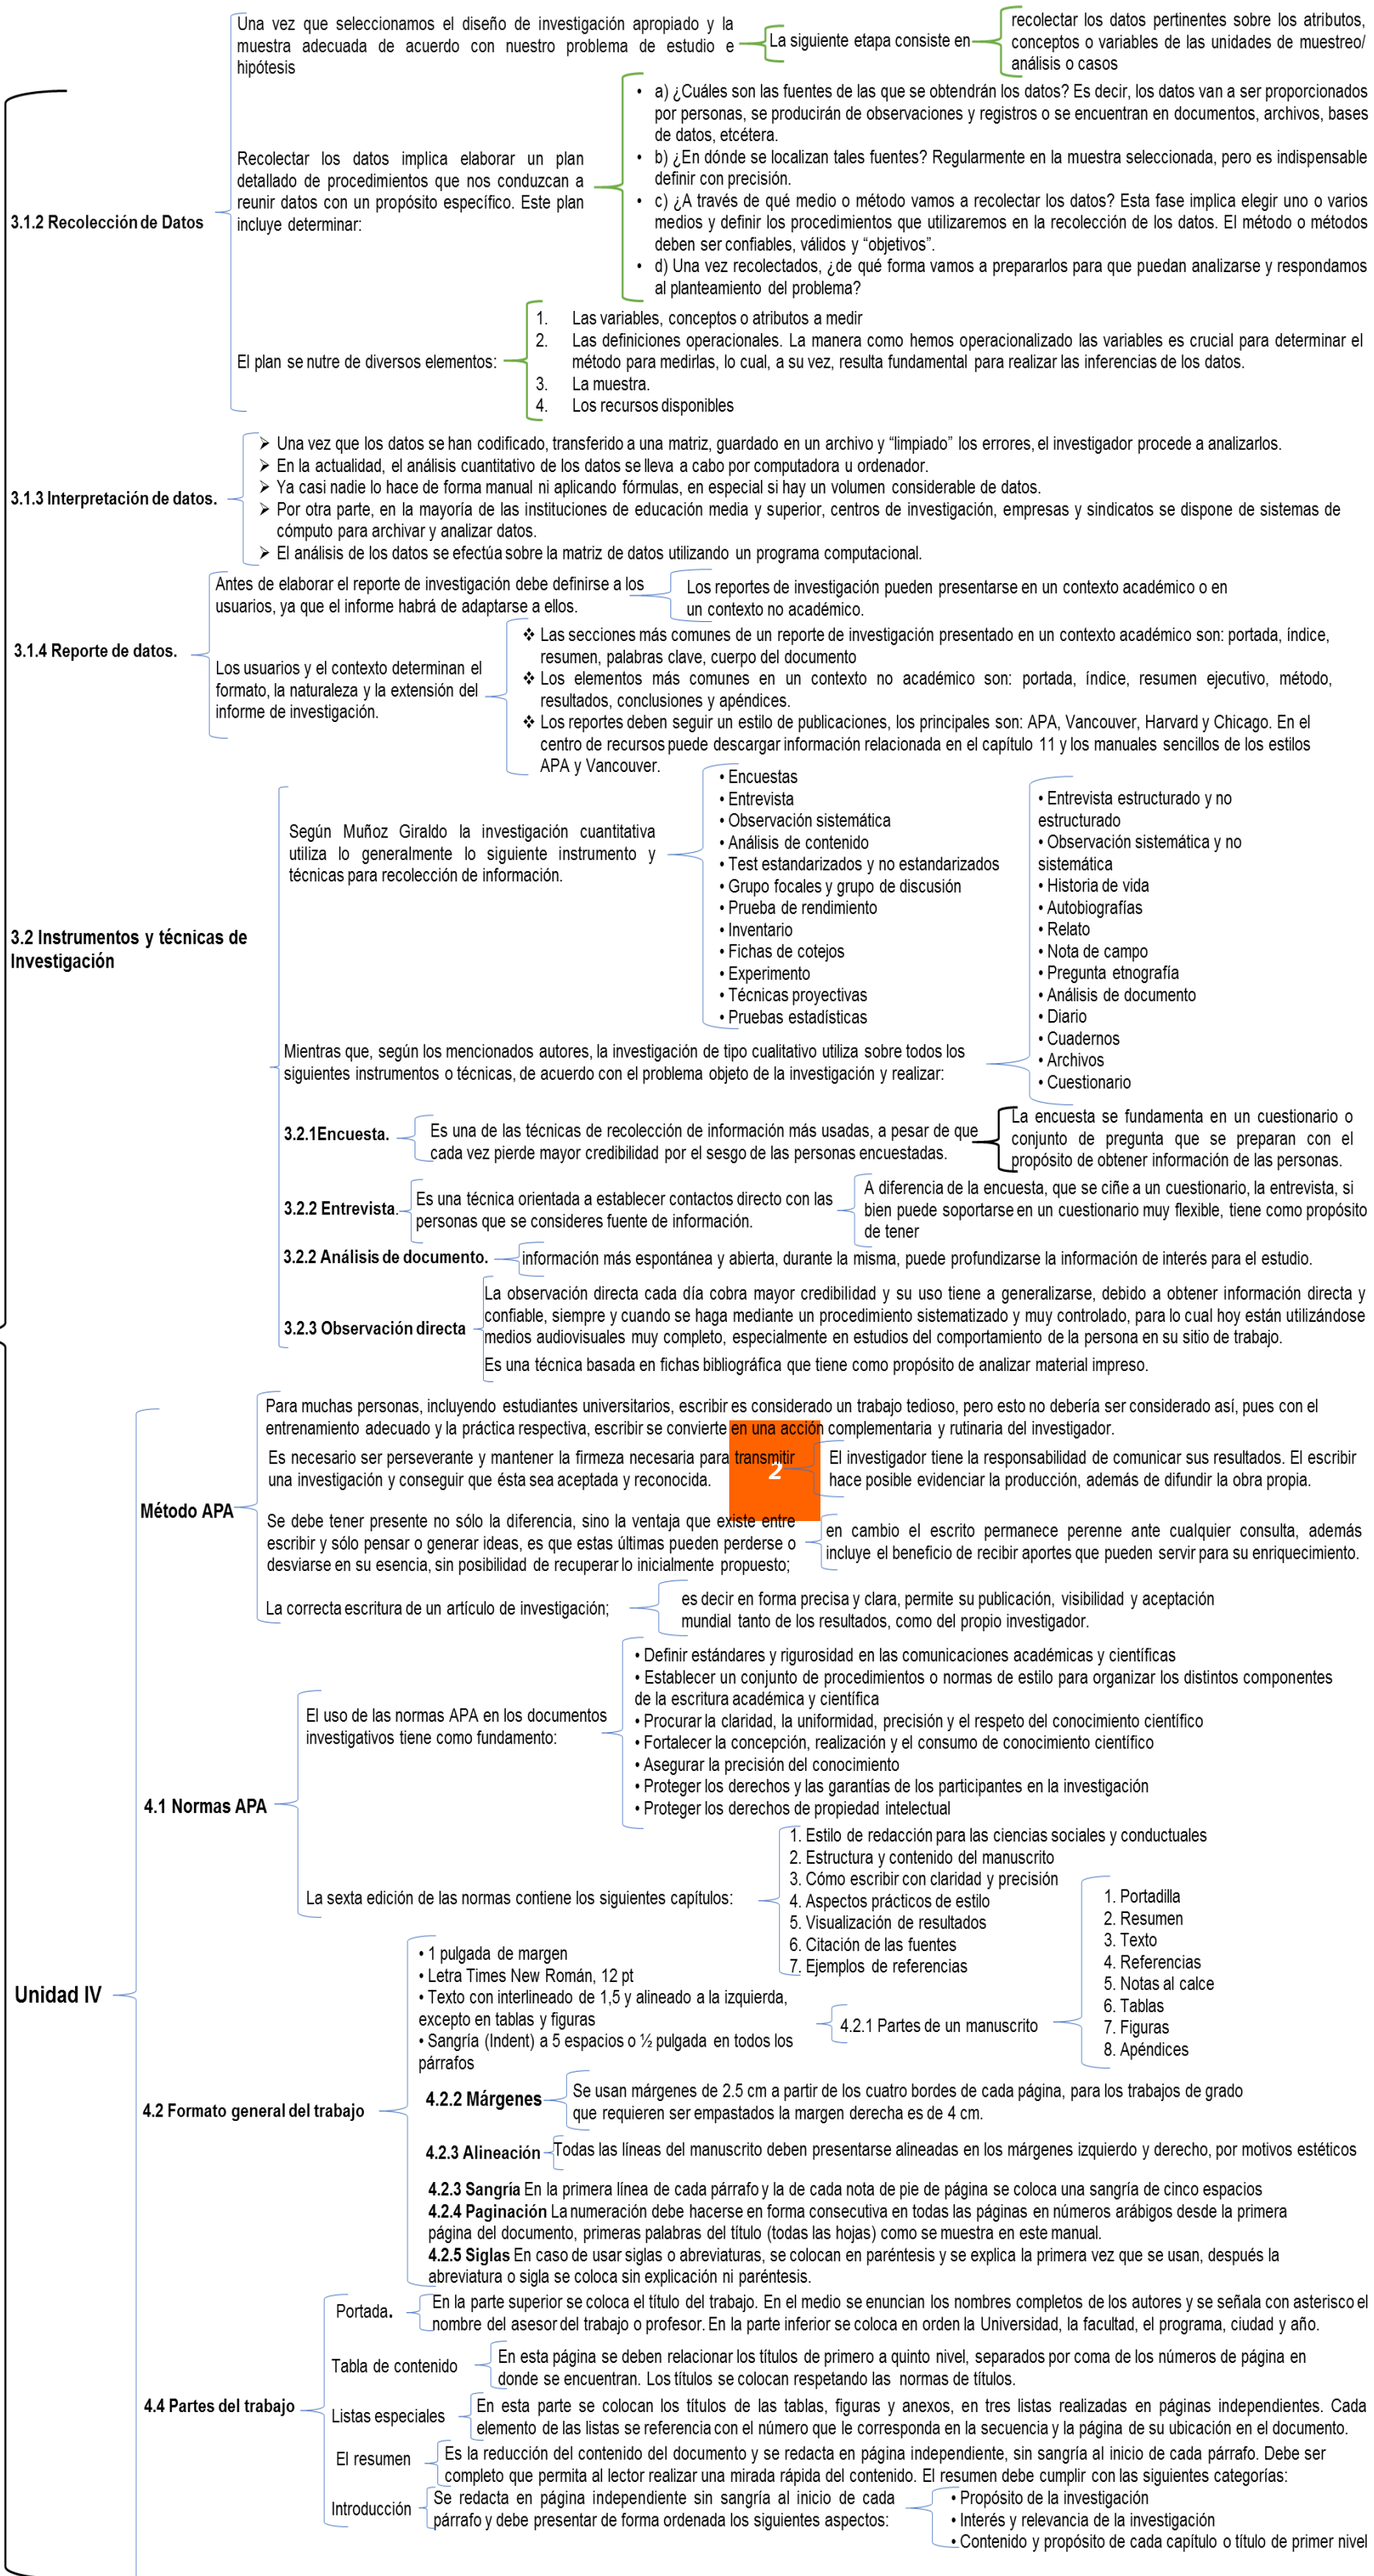 Una vez que seleccionamos el diseño de investigación apropiado y la
muestra adecuada de acuerdo con nuestro problema de estudio e
hipótesis
La siguiente etapa consiste en
recolectar los datos pertinentes sobre los atributos,
conceptos o variables de las unidades de muestreo/
análisis o casos
3.1.2 Recolección de Datos
Recolectar los datos implica elaborar un plan
detallado de procedimientos que nos conduzcan a
reunir datos con un propósito específico. Este plan
incluye determinar:
• a) ¿Cuáles son las fuentes de las que se obtendrán los datos? Es decir, los datos van a ser proporcionados
por personas, se producirán de observaciones y registros o se encuentran en documentos, archivos, bases
de datos, etcétera.
• b) ¿En dónde se localizan tales fuentes? Regularmente en la muestra seleccionada, pero es indispensable
definir con precisión.
• c) ¿A través de qué medio o método vamos a recolectar los datos? Esta fase implica elegir uno o varios
medios y definir los procedimientos que utilizaremos en la recolección de los datos. El método o métodos
deben ser confiables, válidos y “objetivos”.
• d) Una vez recolectados, ¿de qué forma vamos a prepararlos para que puedan analizarse y respondamos
al planteamiento del problema?
El plan se nutre de diversos elementos:
1. Las variables, conceptos o atributos a medir
2. Las definiciones operacionales. La manera como hemos operacionalizado las variables es crucial para determinar el
método para medirlas, lo cual, a su vez, resulta fundamental para realizar las inferencias de los datos.
3. La muestra.
4. Los recursos disponibles
3.1.3 Interpretación de datos.
➢ Una vez que los datos se han codificado, transferido a una matriz, guardado en un archivo y “limpiado” los errores, el investigador procede a analizarlos.
➢ En la actualidad, el análisis cuantitativo de los datos se lleva a cabo por computadora u ordenador.
➢ Ya casi nadie lo hace de forma manual ni aplicando fórmulas, en especial si hay un volumen considerable de datos.
➢ Por otra parte, en la mayoría de las instituciones de educación media y superior, centros de investigación, empresas y sindicatos se dispone de sistemas de
cómputo para archivar y analizar datos.
➢ El análisis de los datos se efectúa sobre la matriz de datos utilizando un programa computacional.
3.1.4 Reporte de datos.
Antes de elaborar el reporte de investigación debe definirse a los
usuarios, ya que el informe habrá de adaptarse a ellos.
Los reportes de investigación pueden presentarse en un contexto académico o en
un contexto no académico.
Los usuarios y el contexto determinan el
formato, la naturaleza y la extensión del
informe de investigación.
❖ Las secciones más comunes de un reporte de investigación presentado en un contexto académico son: portada, índice,
resumen, palabras clave, cuerpo del documento
❖ Los elementos más comunes en un contexto no académico son: portada, índice, resumen ejecutivo, método,
resultados, conclusiones y apéndices.
❖ Los reportes deben seguir un estilo de publicaciones, los principales son: APA, Vancouver, Harvard y Chicago. En el
centro de recursos puede descargar información relacionada en el capítulo 11 y los manuales sencillos de los estilos
APA y Vancouver.
3.2 Instrumentos y técnicas de
Investigación
Según Muñoz Giraldo la investigación cuantitativa
utiliza lo generalmente lo siguiente instrumento y
técnicas para recolección de información.
• Encuestas
• Entrevista
• Observación sistemática
• Análisis de contenido
• Test estandarizados y no estandarizados
• Grupo focales y grupo de discusión
• Prueba de rendimiento
• Inventario
• Fichas de cotejos
• Experimento
• Técnicas proyectivas
• Pruebas estadísticas
Mientras que, según los mencionados autores, la investigación de tipo cualitativo utiliza sobre todos los
siguientes instrumentos o técnicas, de acuerdo con el problema objeto de la investigación y realizar:
• Entrevista estructurado y no
estructurado
• Observación sistemática y no
sistemática
• Historia de vida
• Autobiografías
• Relato
• Nota de campo
• Pregunta etnografía
• Análisis de documento
• Diario
• Cuadernos
• Archivos
• Cuestionario
3.2.1Encuesta.
Es una de las técnicas de recolección de información más usadas, a pesar de que
cada vez pierde mayor credibilidad por el sesgo de las personas encuestadas.
La encuesta se fundamenta en un cuestionario o
conjunto de pregunta que se preparan con el
propósito de obtener información de las personas.
3.2.2 Entrevista.
Es una técnica orientada a establecer contactos directo con las
personas que se consideres fuente de información.
A diferencia de la encuesta, que se ciñe a un cuestionario, la entrevista, si
bien puede soportarse en un cuestionario muy flexible, tiene como propósito
de tener
3.2.2 Análisis de documento.
información más espontánea y abierta, durante la misma, puede profundizarse la información de interés para el estudio.
3.2.3 Observación directa
La observación directa cada día cobra mayor credibilidad y su uso tiene a generalizarse, debido a obtener información directa y
confiable, siempre y cuando se haga mediante un procedimiento sistematizado y muy controlado, para lo cual hoy están utilizándose
medios audiovisuales muy completo, especialmente en estudios del comportamiento de la persona en su sitio de trabajo.
Es una técnica basada en fichas bibliográfica que tiene como propósito de analizar material impreso.
Unidad IV
Método APA
Para muchas personas, incluyendo estudiantes universitarios, escribir es considerado un trabajo tedioso, pero esto no debería ser considerado así, pues con el
entrenamiento adecuado y la práctica respectiva, escribir se convierte en una acción complementaria y rutinaria del investigador.
Es necesario ser perseverante y mantener la firmeza necesaria para transmitir
una investigación y conseguir que ésta sea aceptada y reconocida.
2
El investigador tiene la responsabilidad de comunicar sus resultados. El escribir
hace posible evidenciar la producción, además de difundir la obra propia.
Se debe tener presente no sólo la diferencia, sino la ventaja que existe entre
escribir y sólo pensar o generar ideas, es que estas últimas pueden perderse o
desviarse en su esencia, sin posibilidad de recuperar lo inicialmente propuesto;
en cambio el escrito permanece perenne ante cualquier consulta, además
incluye el beneficio de recibir aportes que pueden servir para su enriquecimiento.
La correcta escritura de un artículo de investigación;
es decir en forma precisa y clara, permite su publicación, visibilidad y aceptación
mundial tanto de los resultados, como del propio investigador.
4.1 Normas APA
El uso de las normas APA en los documentos
investigativos tiene como fundamento:
• Definir estándares y rigurosidad en las comunicaciones académicas y científicas
• Establecer un conjunto de procedimientos o normas de estilo para organizar los distintos componentes
de la escritura académica y científica
• Procurar la claridad, la uniformidad, precisión y el respeto del conocimiento científico
• Fortalecer la concepción, realización y el consumo de conocimiento científico
• Asegurar la precisión del conocimiento
• Proteger los derechos y las garantías de los participantes en la investigación
• Proteger los derechos de propiedad intelectual
La sexta edición de las normas contiene los siguientes capítulos:
1. Estilo de redacción para las ciencias sociales y conductuales
2. Estructura y contenido del manuscrito
3. Cómo escribir con claridad y precisión
4. Aspectos prácticos de estilo
5. Visualización de resultados
6. Citación de las fuentes
7. Ejemplos de referencias
4.2 Formato general del trabajo
• 1 pulgada de margen
• Letra Times New Román, 12 pt
• Texto con interlineado de 1,5 y alineado a la izquierda,
excepto en tablas y figuras
• Sangría (Indent) a 5 espacios o ½ pulgada en todos los
párrafos
4.2.1 Partes de un manuscrito
1. Portadilla
2. Resumen
3. Texto
4. Referencias
5. Notas al calce
6. Tablas
7. Figuras
8. Apéndices
4.2.2 Márgenes
Se usan márgenes de 2.5 cm a partir de los cuatro bordes de cada página, para los trabajos de grado
que requieren ser empastados la margen derecha es de 4 cm.
4.2.3 Alineación
Todas las líneas del manuscrito deben presentarse alineadas en los márgenes izquierdo y derecho, por motivos estéticos
4.2.3 Sangría En la primera línea de cada párrafo y la de cada nota de pie de página se coloca una sangría de cinco espacios
4.2.4 Paginación La numeración debe hacerse en forma consecutiva en todas las páginas en números arábigos desde la primera
página del documento, primeras palabras del título (todas las hojas) como se muestra en este manual.
4.2.5 Siglas En caso de usar siglas o abreviaturas, se colocan en paréntesis y se explica la primera vez que se usan, después la
abreviatura o sigla se coloca sin explicación ni paréntesis.
4.4 Partes del trabajo
Portada.
En la parte superior se coloca el título del trabajo. En el medio se enuncian los nombres completos de los autores y se señala con asterisco el
nombre del asesor del trabajo o profesor. En la parte inferior se coloca en orden la Universidad, la facultad, el programa, ciudad y año.
Tabla de contenido
En esta página se deben relacionar los títulos de primero a quinto nivel, separados por coma de los números de página en
donde se encuentran. Los títulos se colocan respetando las normas de títulos.
Listas especiales
En esta parte se colocan los títulos de las tablas, figuras y anexos, en tres listas realizadas en páginas independientes. Cada
elemento de las listas se referencia con el número que le corresponda en la secuencia y la página de su ubicación en el documento.
El resumen
Es la reducción del contenido del documento y se redacta en página independiente, sin sangría al inicio de cada párrafo. Debe ser
completo que permita al lector realizar una mirada rápida del contenido. El resumen debe cumplir con las siguientes categorías:
Introducción
Se redacta en página independiente sin sangría al inicio de cada
párrafo y debe presentar de forma ordenada los siguientes aspectos:
• Propósito de la investigación
• Interés y relevancia de la investigación
• Contenido y propósito de cada capítulo o título de primer nivel